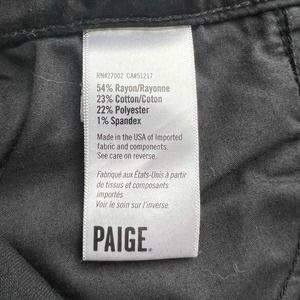 RN#27002 CA#51217
54% Rayon/Rayonne
23% Cotton/Coton
22% Polyester
1% Spandex
Made in the USA of Imported
fabric and components.
See care on reverse.
Fabriqué aux États-Unis à partir
de tissus et composants
importés
Voir le soin sur l'inverse.
PAIGE